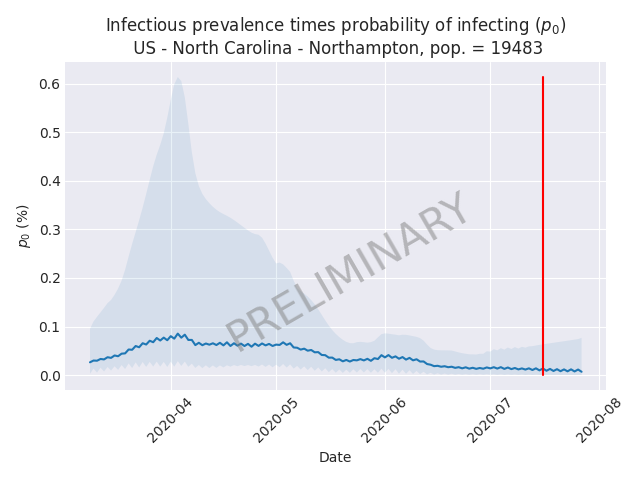 Infectious prevalence times probability of infecting (p₀)
US - North Carolina - Northampton, pop. = 19483
p₀ (%)
0.6
0.5
0.4
0.3
0.2
0.1
0.0
PRELIMINARY
2020-04
2020-05
2020-06
2020-07
2020-08
Date